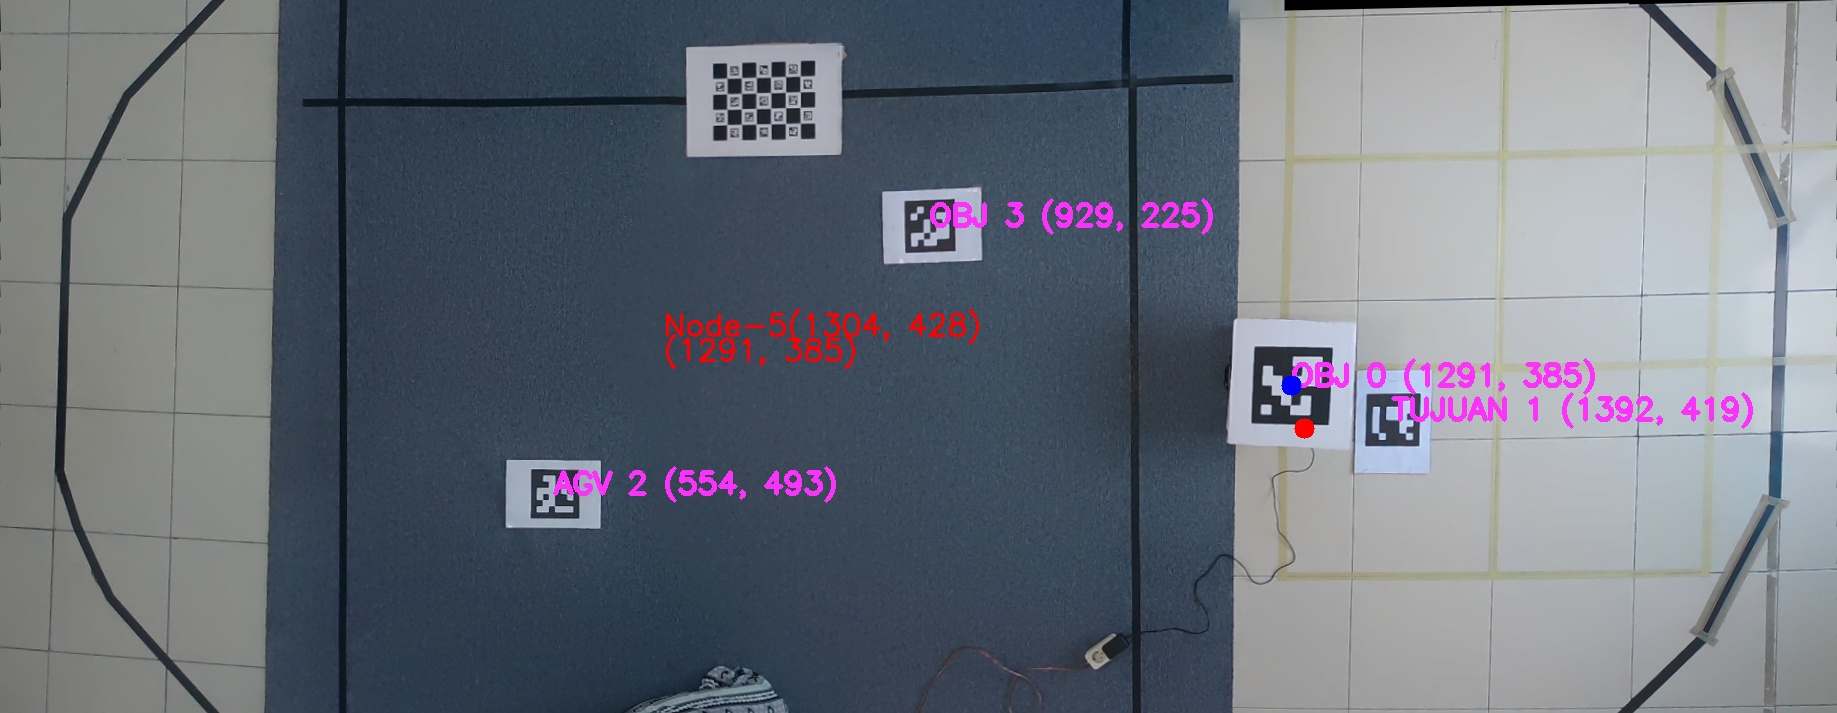 OBJ 3 (929, 225)
Node-5(1304, 428)
(1291, 385)
OBJ 0 (1291, 385)
TUJUAN 1 (1392, 419)
AGV 2 (554, 493)